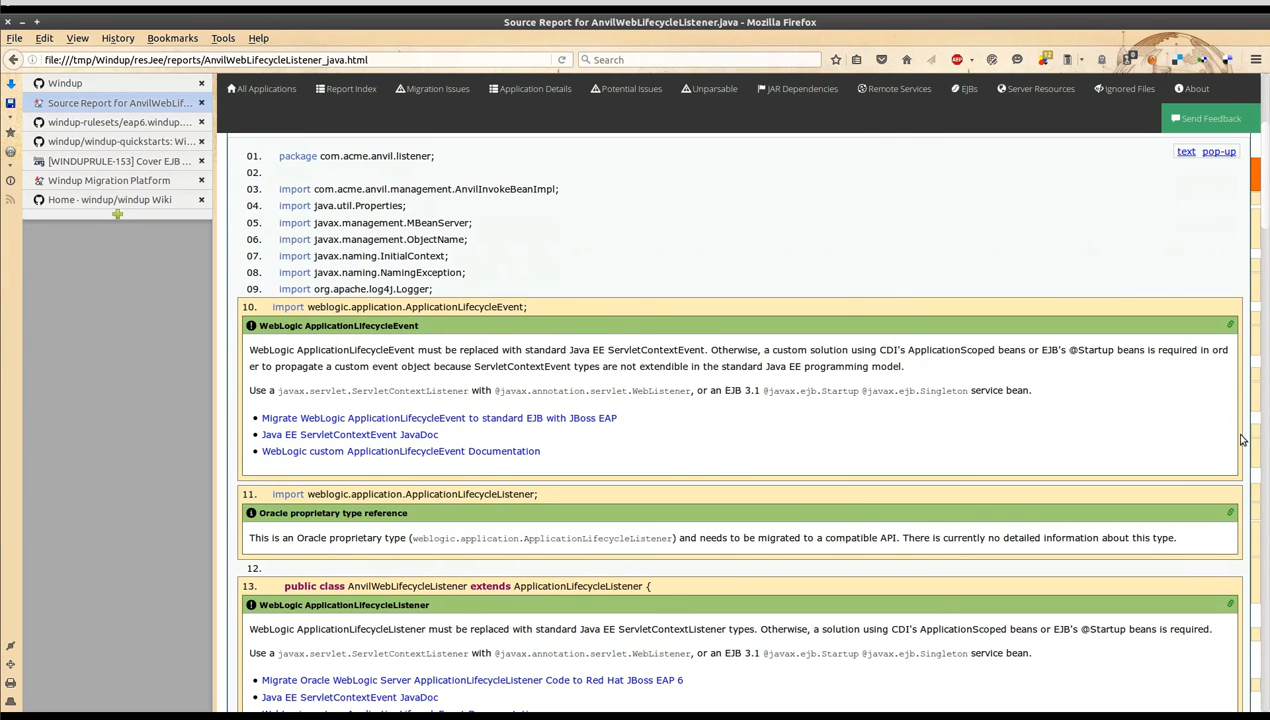 Source Report for AnvilWebLifecycleListener.java - Mozilla Firefox
File Edit View History Bookmarks Tools Help
file:///tmp/Windup/resJee/reports/AnvilWebLifecycleListener_java.html
Search
12
ABP
Windup
Source Report for AnvilWebLif...
windup-rulesets/eap6.windup....
windup/windup-quickstarts: Wi...
[WINDUPRULE-153] Cover EJB ...
Windup Migration Platform
Home · windup/windup Wiki
All Applications Report Index Migration Issues Application Details Potential Issues Unparsable JAR Dependencies Remote Services EJBs Server Resources Ignored Files About
Send Feedback
text pop-up
01. package com.acme.anvil.listener;
02.
03. import com.acme.anvil.management.AnvilInvokeBeanImpl;
04. import java.util.Properties;
05. import javax.management.MBeanServer;
06. import javax.management.ObjectName;
07. import javax.naming.InitialContext;
08. import javax.naming.NamingException;
09. import org.apache.log4j.Logger;
10. import weblogic.application.ApplicationLifecycleEvent;
WebLogic ApplicationLifecycleEvent
WebLogic ApplicationLifecycleEvent must be replaced with standard Java EE ServletContextEvent. Otherwise, a custom solution using CDI's ApplicationScoped beans or EJB's @Startup beans is required in ord
er to propagate a custom event object because ServletContextEvent types are not extendible in the standard Java EE programming model.
Use a javax.servlet.ServletContextListener with @javax.annotation.servlet.WebListener, or an EJB 3.1 @javax.ejb.Startup @javax.ejb.Singleton service bean.
• Migrate WebLogic ApplicationLifecycleEvent to standard EJB with JBoss EAP
• Java EE ServletContextEvent JavaDoc
• WebLogic custom ApplicationLifecycleEvent Documentation
11. import weblogic.application.ApplicationLifecycleListener;
Oracle proprietary type reference
This is an Oracle proprietary type (weblogic.application.ApplicationLifecycleListener) and needs to be migrated to a compatible API. There is currently no detailed information about this type.
12.
13. public class AnvilWebLifecycleListener extends ApplicationLifecycleListener {
WebLogic ApplicationLifecycleListener
WebLogic ApplicationLifecycleListener must be replaced with standard Java EE ServletContextListener types. Otherwise, a solution using CDI's ApplicationScoped beans or EJB's @Startup beans is required.
Use a javax.servlet.ServletContextListener with @javax.annotation.servlet.WebListener, or an EJB 3.1 @javax.ejb.Startup @javax.ejb.Singleton service bean.
• Migrate Oracle WebLogic Server ApplicationLifecycleListener Code to Red Hat JBoss EAP 6
• Java EE ServletContextEvent JavaDoc